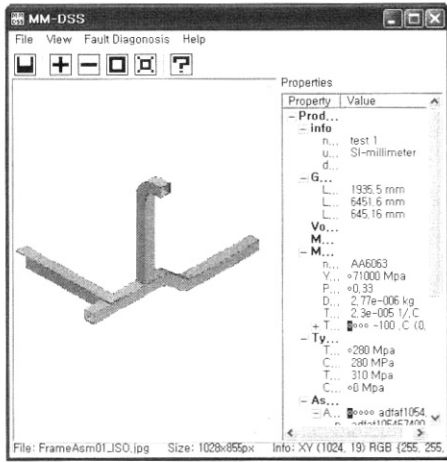 MM-DSS
File View Fault Diagonosis Help
Properties
Property Value
Prod...
info
n... test 1
u... SI-millimeter
d...
G...
L... 1935.5 mm
L... 6451.6 mm
L... 645.16 mm
Vo...
M...
M...
n... AA6063
Y... 71000 Mpa
P... 0.33
D... 2.77e-006 kg
T... 2.3e-005 1/.C
T... -100 .C (0.
Ty...
T... 280 Mpa
C... 280 MPa
T... 310 Mpa
C... 0 Mpa
As...
A... adfaf1054.
File: FrameAsm01_ISO.jpg Size: 1028x855px Info: XY (1024, 19) RGB (255, 255,